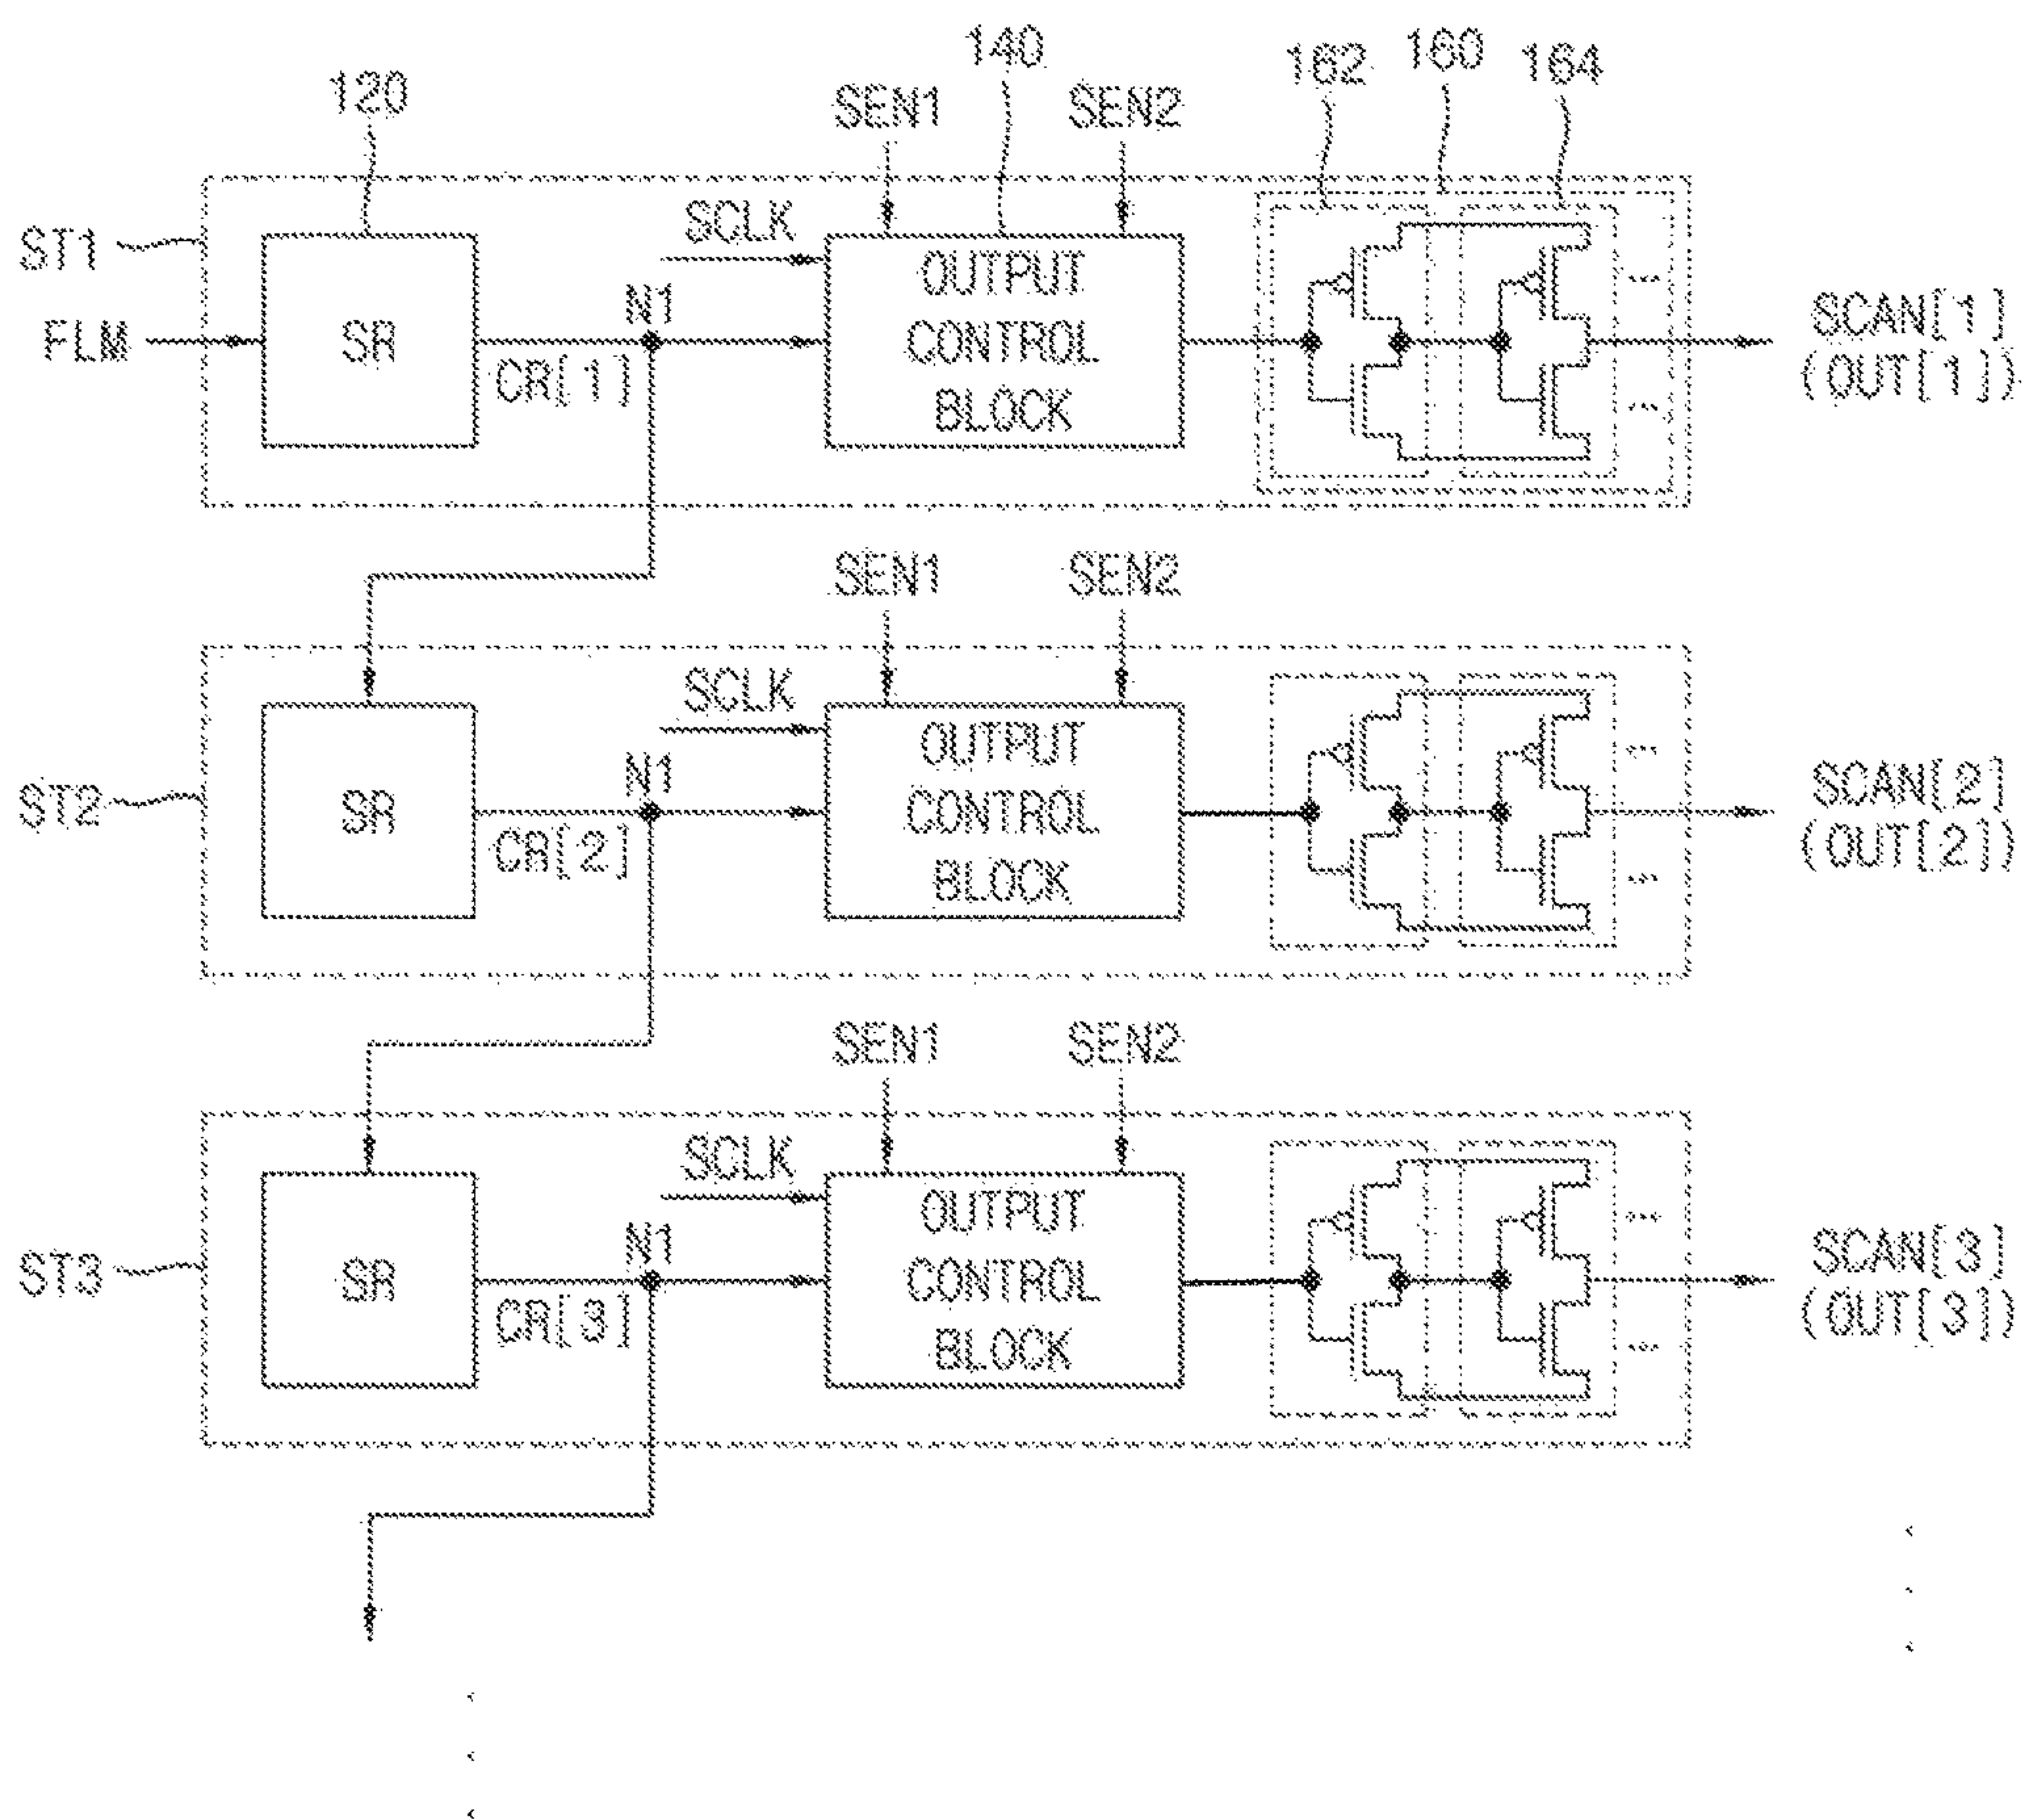 120
140
162
160
164
SEN1
SEN2
ST1
SCLK
FLM
SR
N1
CR[1]
OUTPUT
CONTROL
BLOCK
SCAN[1]
(OUT[1])
SEN1
SEN2
ST2
SCLK
SR
N1
CR[2]
OUTPUT
CONTROL
BLOCK
SCAN[2]
(OUT[2])
SEN1
SEN2
ST3
SCLK
SR
N1
CR[3]
OUTPUT
CONTROL
BLOCK
SCAN[3]
(OUT[3])